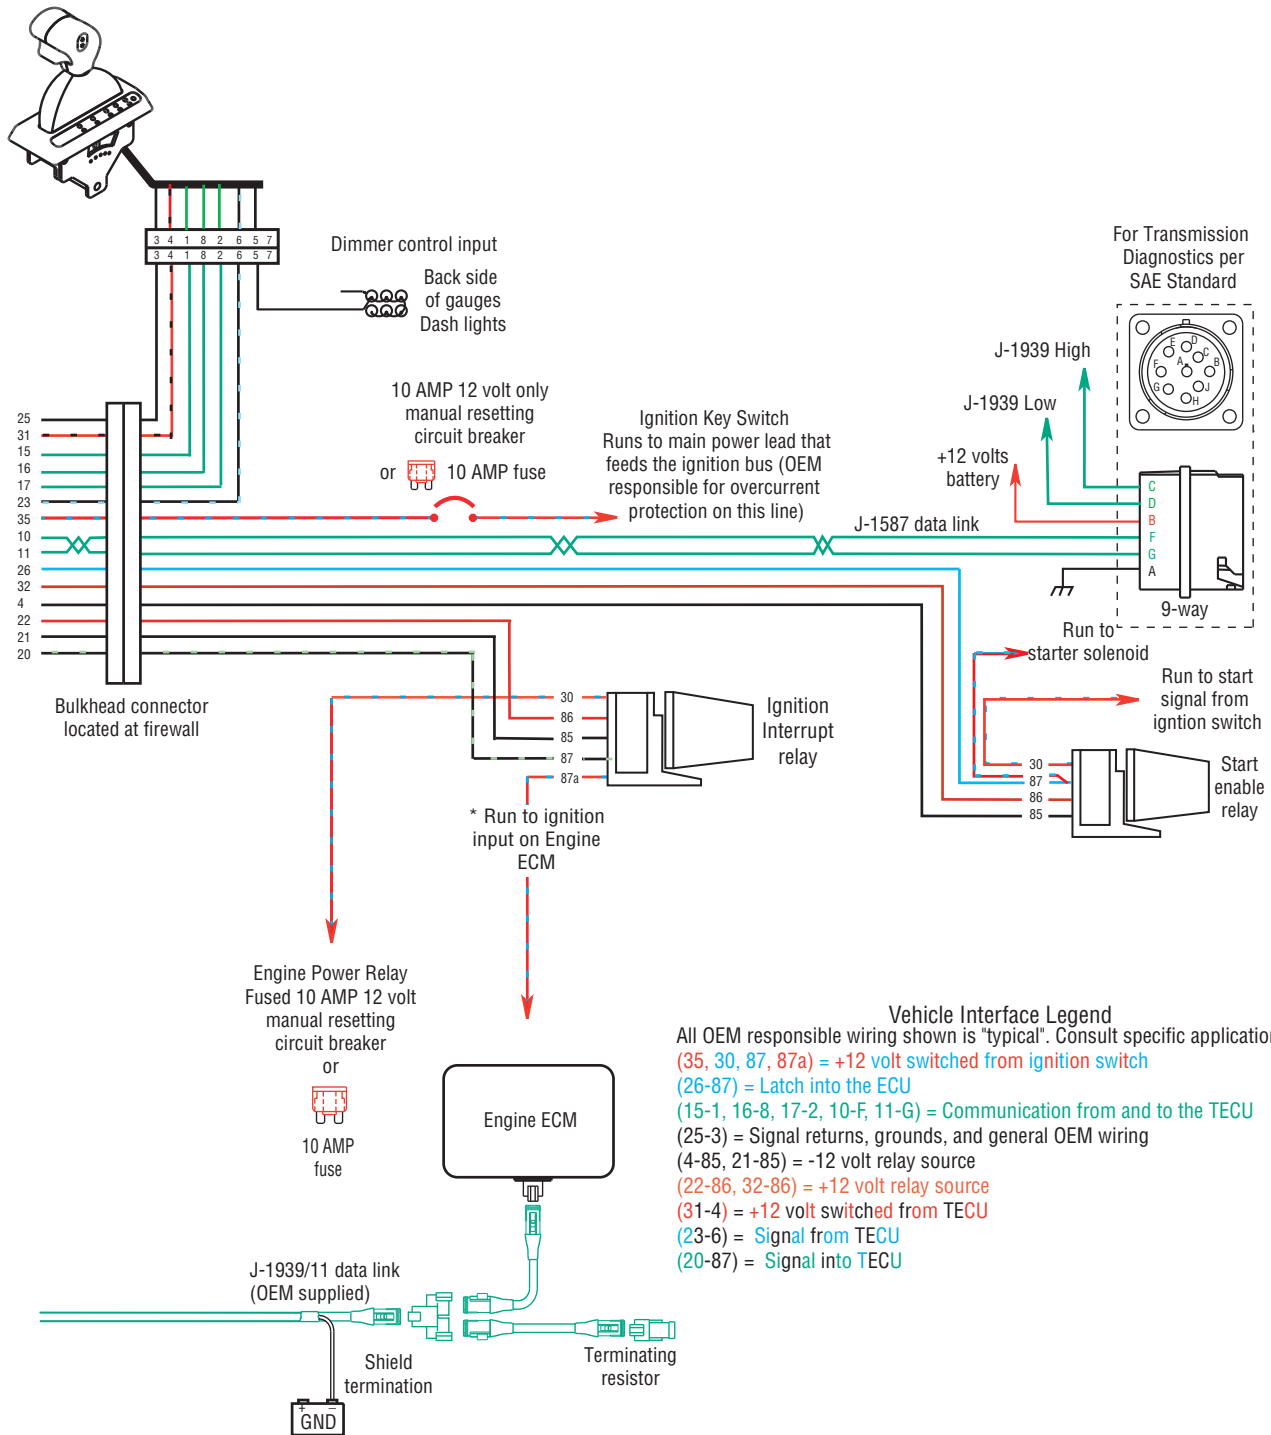 3 4 1 8 2 6 5 7
3 4 1 8 2 6 5 7
Dimmer control input
Back side
of gauges
Dash lights
For Transmission
Diagnostics per
SAE Standard
E D
C
F A B
G J
H
J-1939 High
J-1939 Low
+12 volts
battery
C
D
B
F
G
A
9-way
10 AMP 12 volt only
manual resetting
circuit breaker
or 10 AMP fuse
Ignition Key Switch
Runs to main power lead that
feeds the ignition bus (OEM
responsible for overcurrent
protection on this line)
J-1587 data link
25
31
15
16
17
23
35
10
11
26
32
4
22
21
20
Bulkhead connector
located at firewall
30
86
85
87
87a
Ignition
Interrupt
relay
Run to
starter solenoid
Run to start
signal from
igntion switch
30
87
86
85
Start
enable
relay
* Run to ignition
input on Engine
ECM
Engine Power Relay
Fused 10 AMP 12 volt
manual resetting
circuit breaker
or
10 AMP
fuse
Engine ECM
Vehicle Interface Legend
All OEM responsible wiring shown is "typical". Consult specific application
(35, 30, 87, 87a) = +12 volt switched from ignition switch
(26-87) = Latch into the ECU
(15-1, 16-8, 17-2, 10-F, 11-G) = Communication from and to the TECU
(25-3) = Signal returns, grounds, and general OEM wiring
(4-85, 21-85) = -12 volt relay source
(22-86, 32-86) = +12 volt relay source
(31-4) = +12 volt switched from TECU
(23-6) = Signal from TECU
(20-87) = Signal into TECU
J-1939/11 data link
(OEM supplied)
Shield
termination
Terminating
resistor
+ −
GND